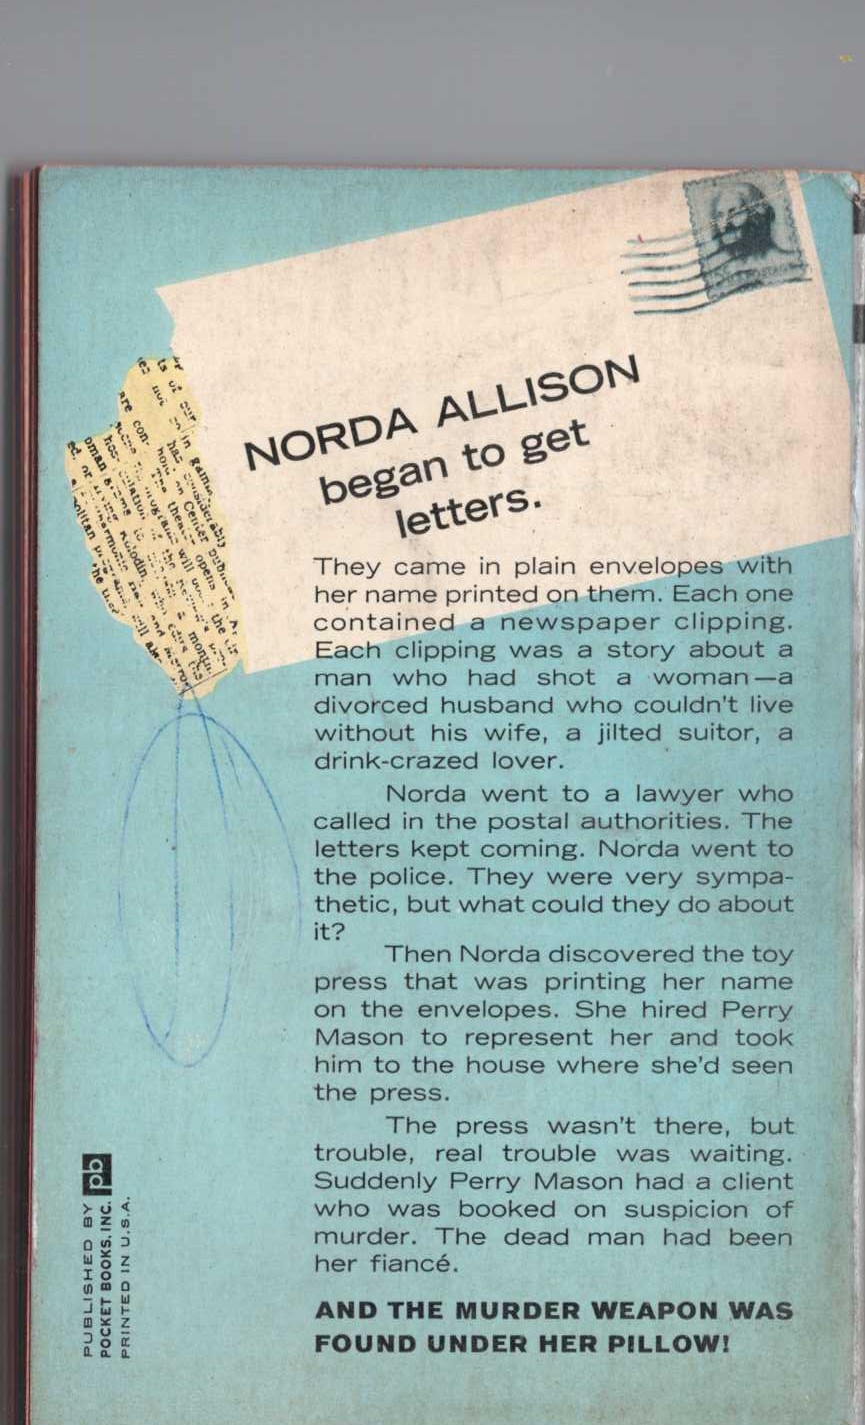 NORDA ALLISON
began to get
letters.
They came in plain envelopes with
her name printed on them. Each one
contained a newspaper clipping.
Each clipping was a story about a
man who had shot a woman—a
divorced husband who couldn't live
without his wife, a jilted suitor, a
drink-crazed lover.
Norda went to a lawyer who
called in the postal authorities. The
letters kept coming. Norda went to
the police. They were very sympa-
thetic, but what could they do about
it?
Then Norda discovered the toy
press that was printing her name
on the envelopes. She hired Perry
Mason to represent her and took
him to the house where she'd seen
the press.
The press wasn't there, but
trouble, real trouble was waiting.
Suddenly Perry Mason had a client
who was booked on suspicion of
murder. The dead man had been
her fiancé.
AND THE MURDER WEAPON WAS
FOUND UNDER HER PILLOW!
pb
PUBLISHED BY
POCKET BOOKS, INC.
PRINTED IN U.S.A.